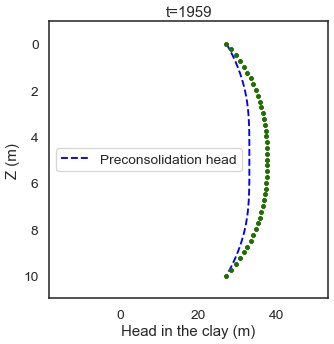 t=1959
0
2
4
Preconsolidation head
6
8
10
Z (m)
0 20 40
Head in the clay (m)